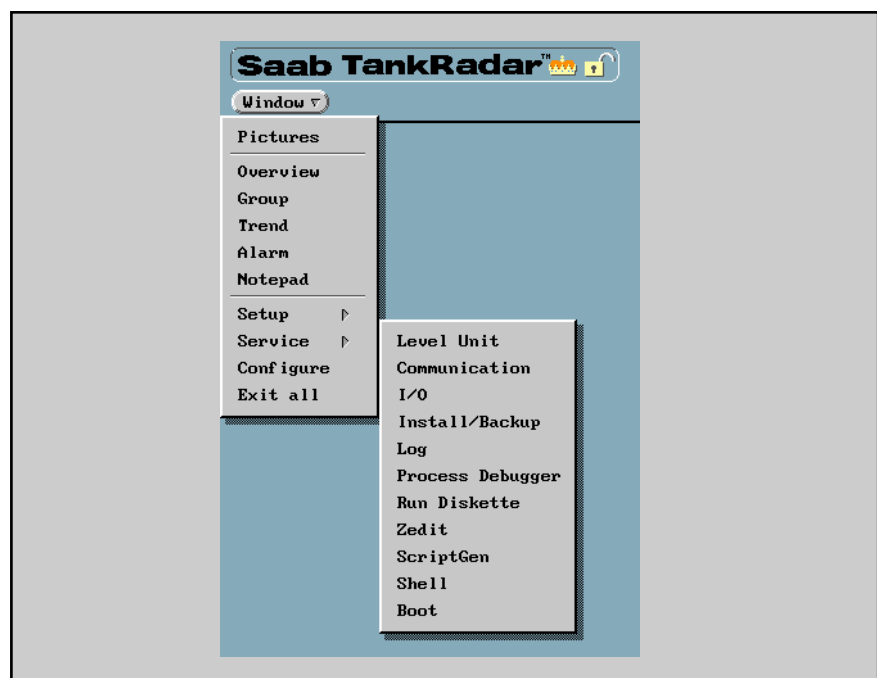 Saab TankRadar™
Window
Pictures
Overview
Group
Trend
Alarm
Notepad
Setup
Service
Configure
Exit all
Level Unit
Communication
I/O
Install/Backup
Log
Process Debugger
Run Diskette
Zedit
ScriptGen
Shell
Boot